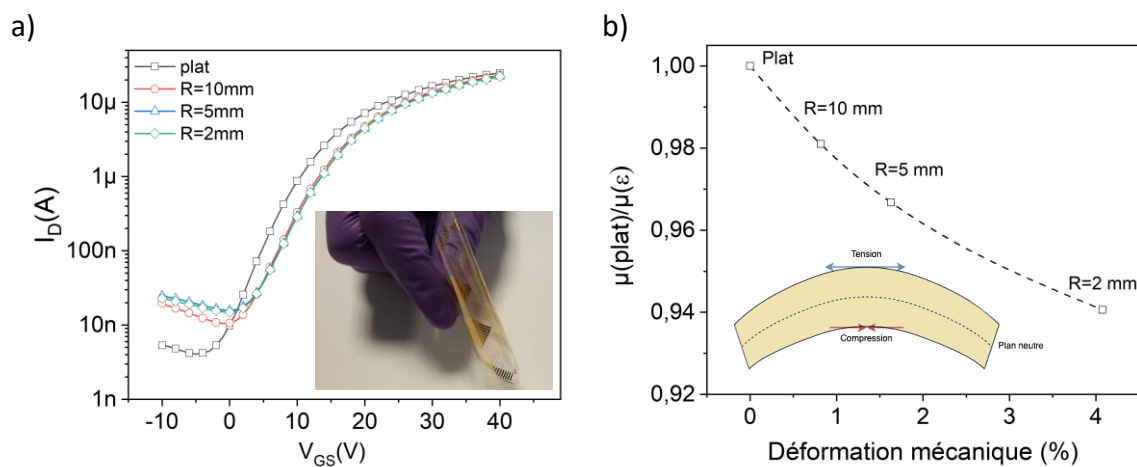 a)
plat
R=10mm
R=5mm
R=2mm
10µ
1µ
100n
10n
1n
I_D(A)
-10
0
10
20
30
40
V_GS(V)
b)
1,00
0,98
0,96
0,94
0,92
µ(plat)/µ(ε)
Plat
R=10 mm
R=5 mm
R=2 mm
Tension
Compression
Plan neutre
0
1
2
3
4
Déformation mécanique (%)